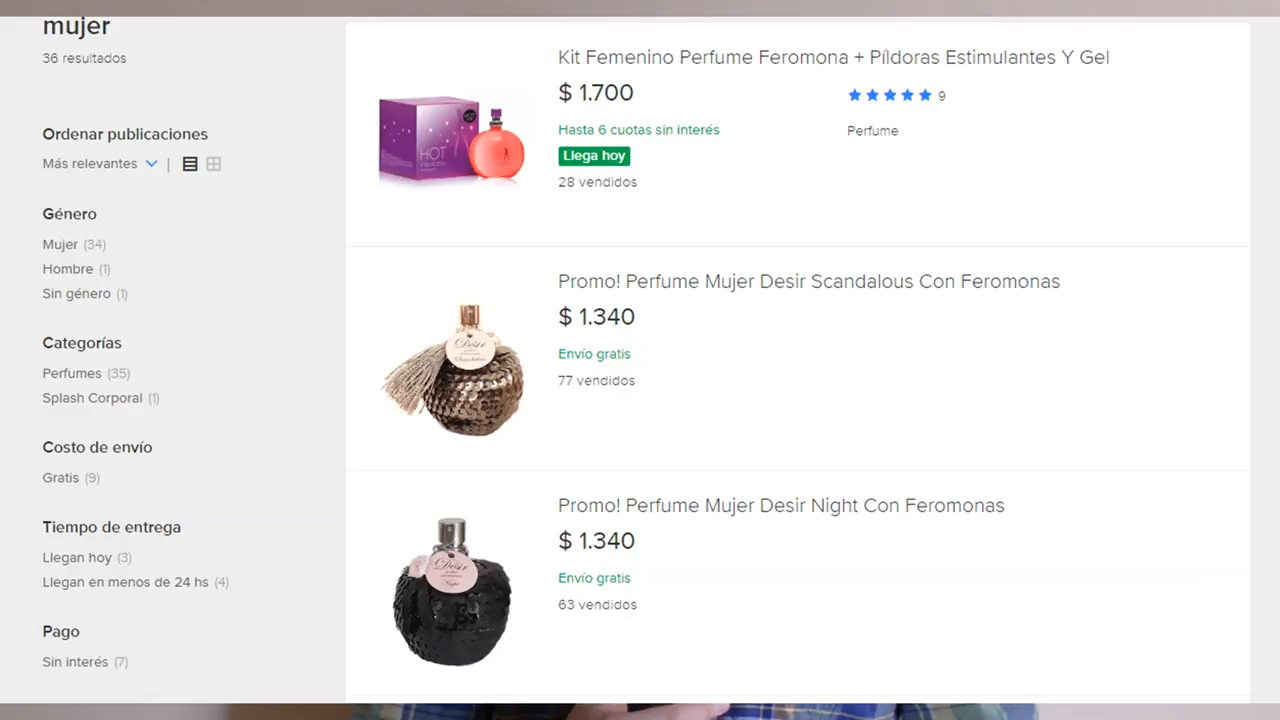 mujer
36 resultados
Ordenar publicaciones
Más relevantes |
Género
Mujer (34)
Hombre (1)
Sin género (1)
Categorías
Perfumes (35)
Splash Corporal (1)
Costo de envío
Gratis (9)
Tiempo de entrega
Llegan hoy (3)
Llegan en menos de 24 hs (4)
Pago
Sin interés (7)
Kit Femenino Perfume Feromona + Píldoras Estimulantes Y Gel
$ 1.700
9
Hasta 6 cuotas sin interés
Perfume
Llega hoy
28 vendidos
HOT
Promo! Perfume Mujer Desir Scandalous Con Feromonas
$ 1.340
Envío gratis
77 vendidos
Desir
Promo! Perfume Mujer Desir Night Con Feromonas
$ 1.340
Envío gratis
63 vendidos
Desir
Night